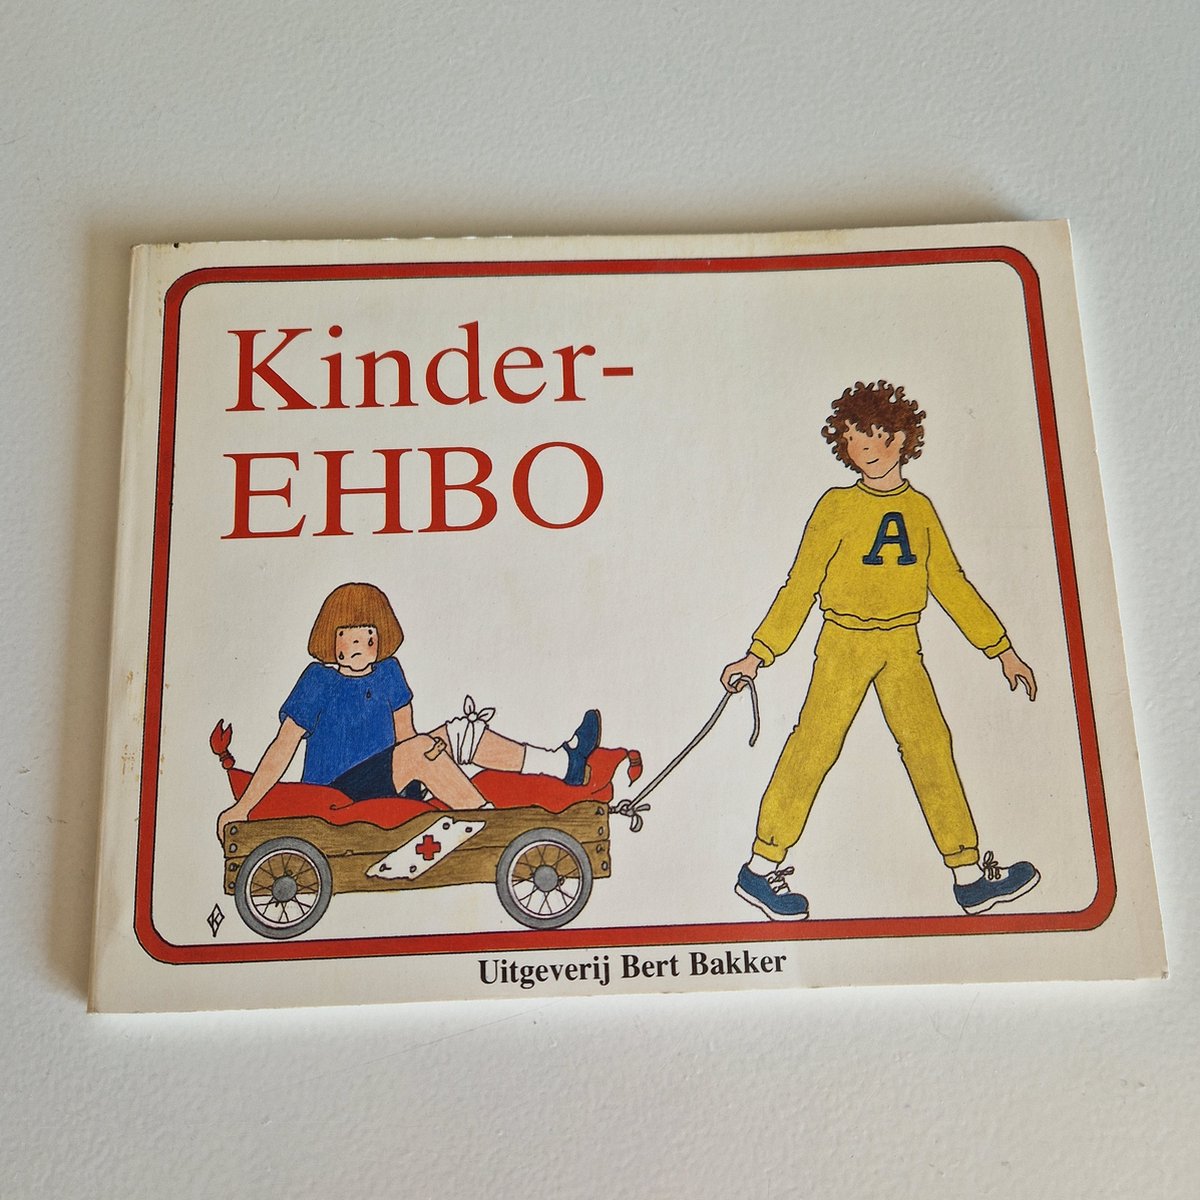 Kinder-
EHBO
A
Uitgeverij Bert Bakker